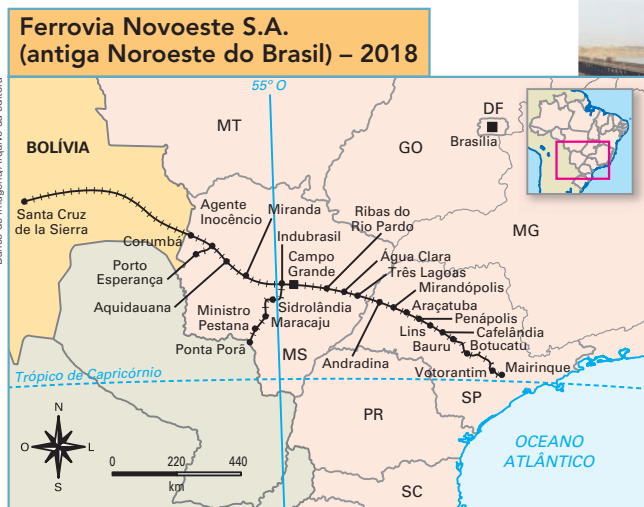 Ferrovia Novoeste S.A.
(antiga Noroeste do Brasil) – 2018
55º O
MT
DF
GO
Brasília
BOLÍVIA
MG
Santa Cruz
de la Sierra
Agente
Inocêncio
Miranda
Ribas do
Rio Pardo
Corumbá
Indubrasil
Água Clara
Campo
Grande
Três Lagoas
Porto
Esperança
Mirandópolis
Aquidauana
Araçatuba
Sidrolândia
Penápolis
Ministro
Pestana
Maracaju
Lins
Cafelândia
Bauru
Botucatu
Ponta Porã
MS
Andradina
Votorantim
Mairinque
Trópico de Capricórnio
SP
PR
N
O
L
S
0
220
440
km
OCEANO
ATLÂNTICO
SC